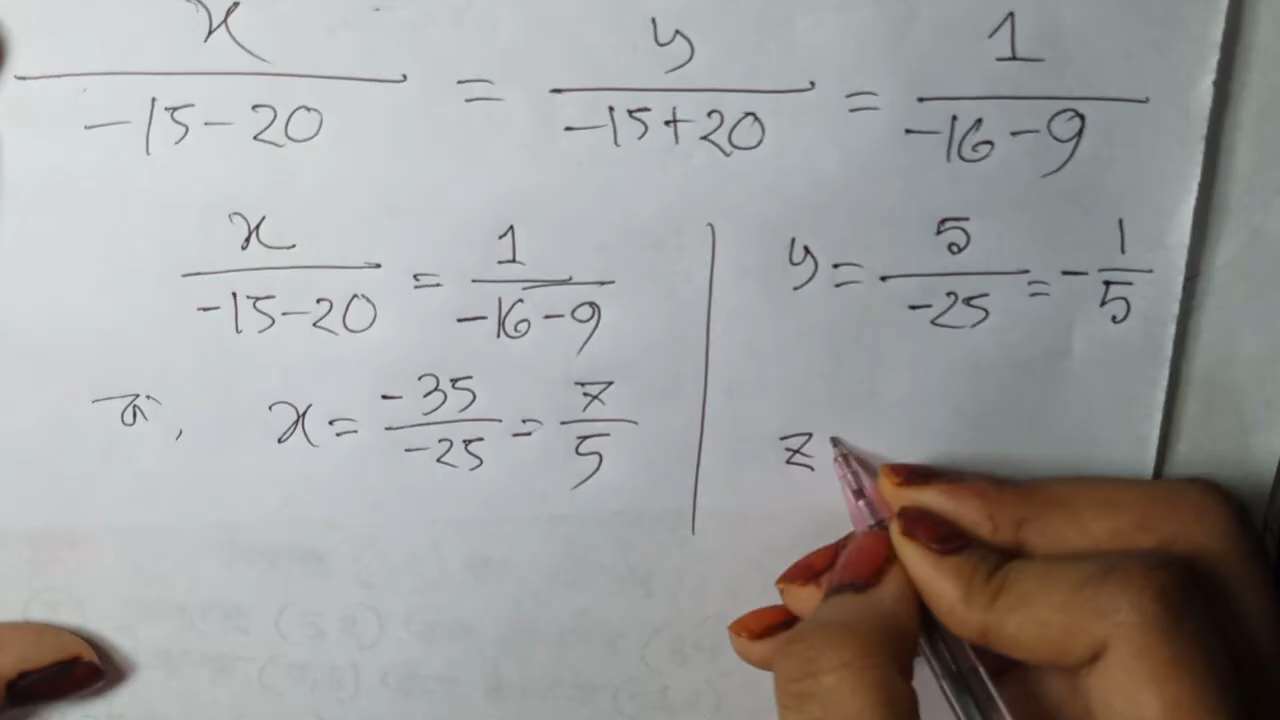 x/(-15-20) = y/(-15+20) = 1/(-16-9)
x/(-15-20) = 1/(-16-9)
বা, x = -35/-25 = 7/5
y = 5/-25 = -1/5
z